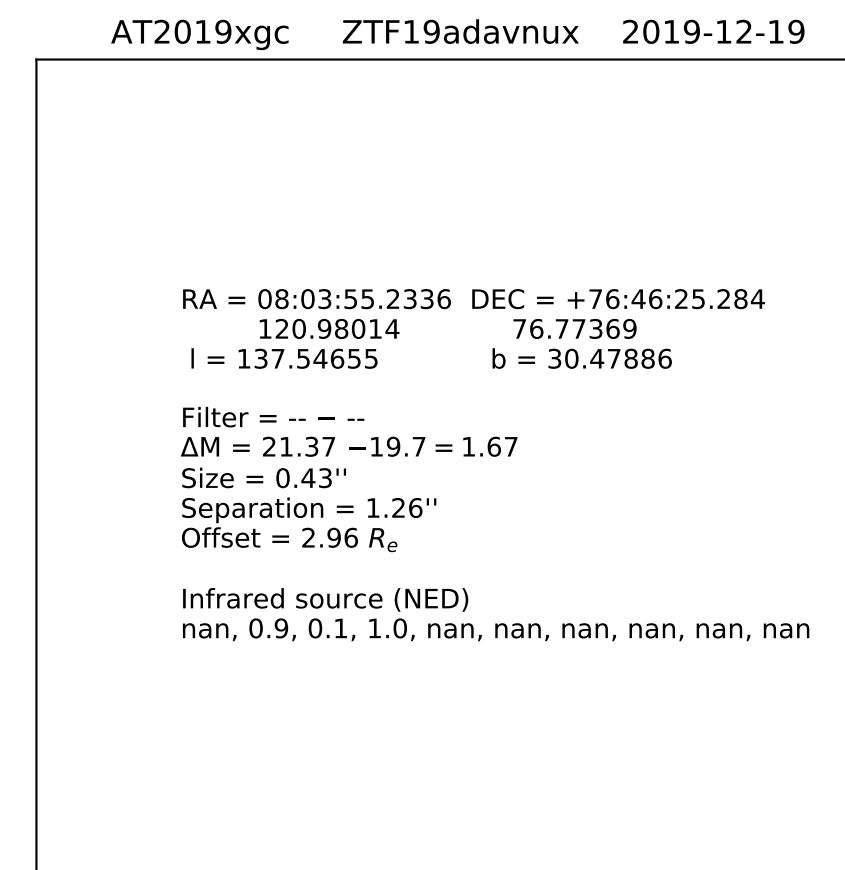 AT2019xgc ZTF19adavnux 2019-12-19
RA = 08:03:55.2336 DEC = +76:46:25.284
120.98014 76.77369
l = 137.54655 b = 30.47886
Filter = -- − --
ΔM = 21.37 −19.7 = 1.67
Size = 0.43''
Separation = 1.26''
Offset = 2.96 Rₑ
Infrared source (NED)
nan, 0.9, 0.1, 1.0, nan, nan, nan, nan, nan, nan